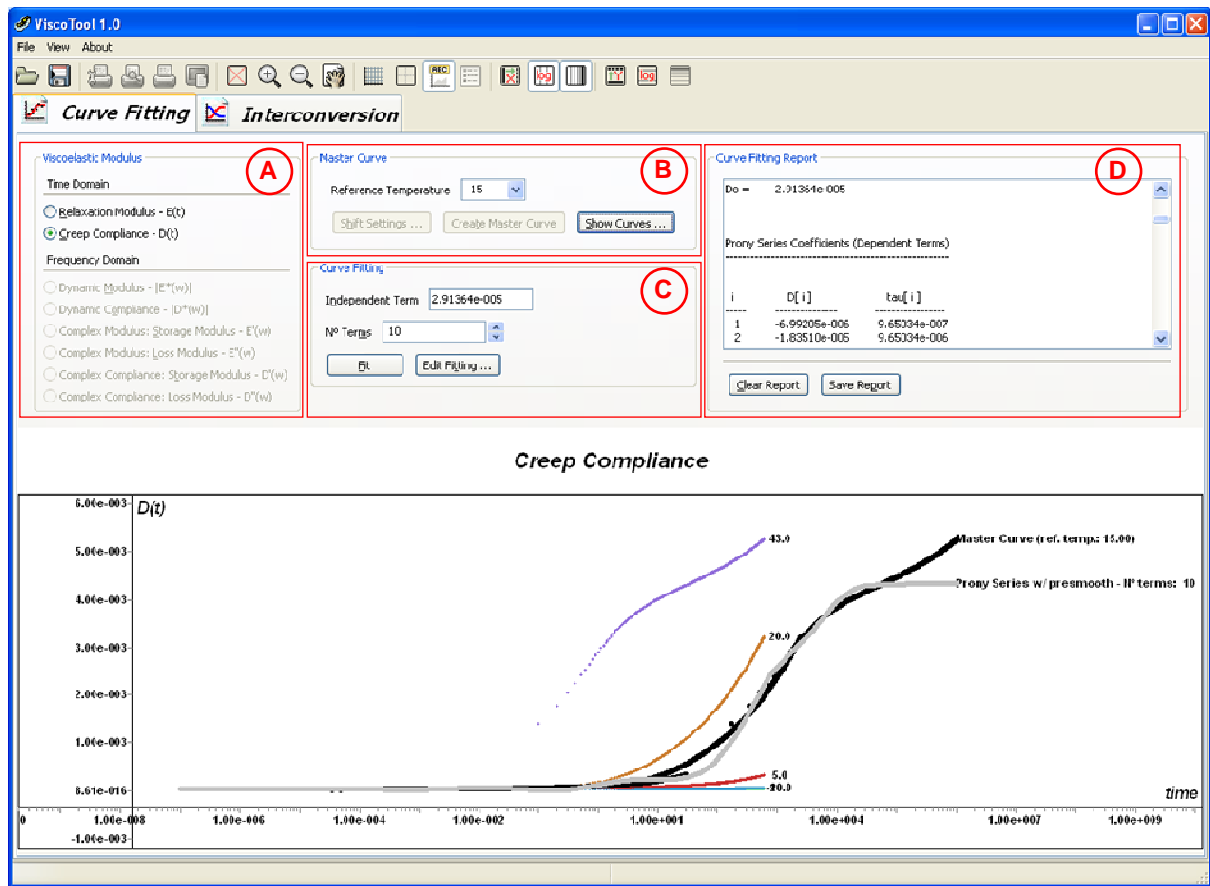 ViscoTool 1.0
File View About
REC
log
log
Curve Fitting Interconversion
Viscoelastic Modulus
A
Time Domain
Relaxation Modulus - E(t)
Creep Compliance - D(t)
Frequency Domain
Dynamic Modulus - |E*(w)|
Dynamic Compliance - |D*(w)|
Complex Modulus: Storage Modulus - E'(w)
Complex Modulus: Loss Modulus - E"(w)
Complex Compliance: Storage Modulus - D'(w)
Complex Compliance: Loss Modulus - D"(w)
Master Curve
B
Reference Temperature 15
Shift Settings ... Create Master Curve Show Curves ...
Curve Fitting
C
Independent Term 2.91364e-005
Nº Terms 10
Fit Edit Fitting ...
Curve Fitting Report
D
Do = 2.91364e-005
Prony Series Coefficients (Dependent Terms)
--------------------------------------------------
i D[i] tau[i]
----- --------------- ----------------
1 -6.99205e-006 9.65034e-007
2 -1.83510e-005 9.65034e-006
Clear Report Save Report
Creep Compliance
D(t)
6.00e-003
5.00e-003
4.00e-003
3.00e-003
2.00e-003
1.00e-003
-1.00e-003
43.0
Master Curve (ref. temp.: 15.00)
Prony Series w/ presmooth - Nº terms: 10
20.0
5.0
-20.0
time
0 1.00e-008 1.00e-006 1.00e-004 1.00e-002 1.00e+001 1.00e+004 1.00e+007 1.00e+009